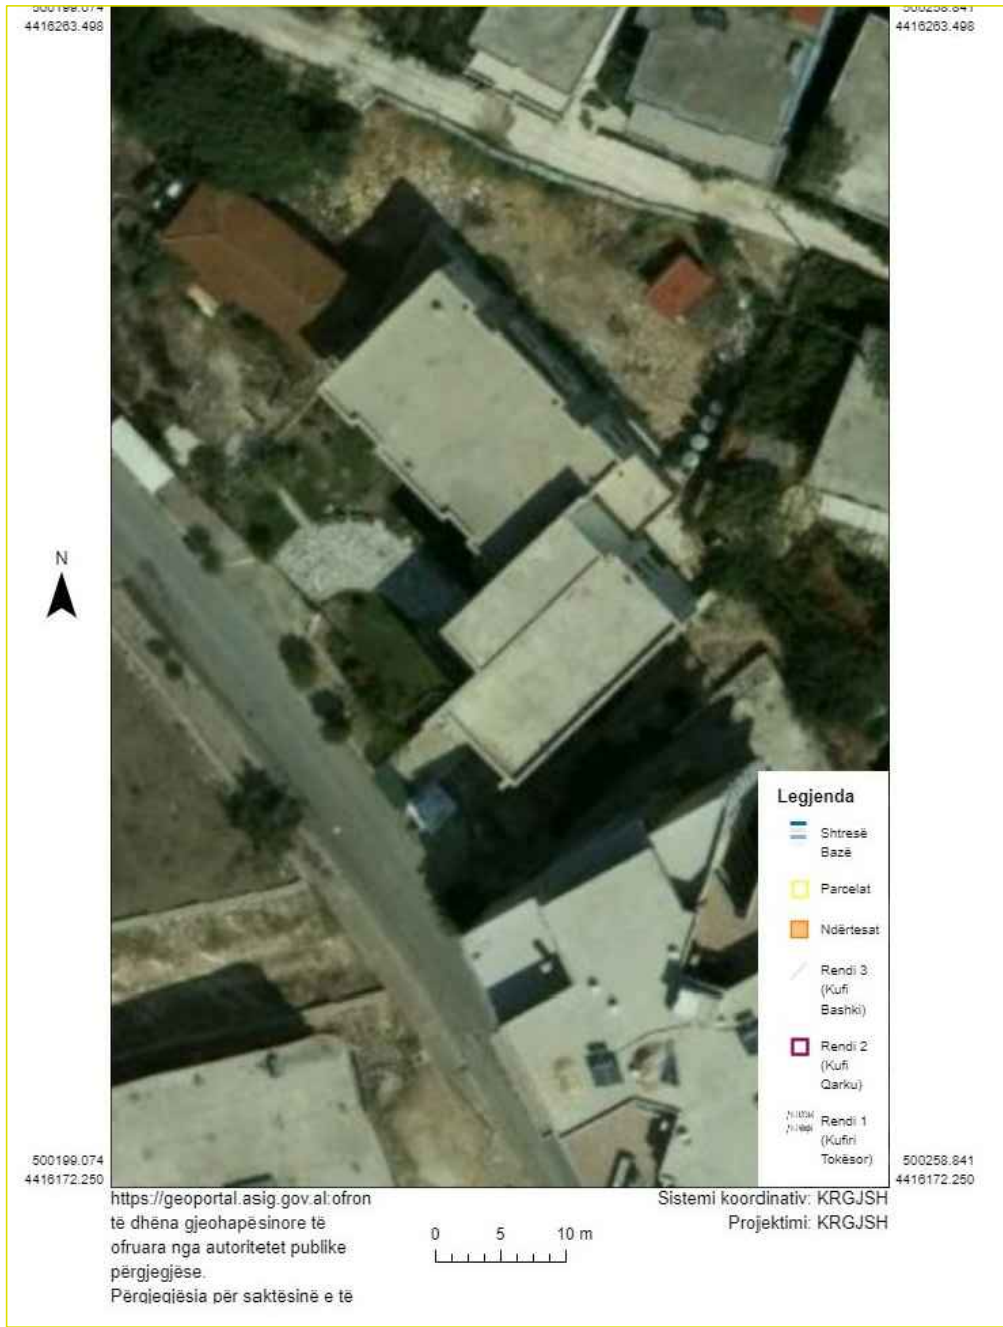 500199.074
4416263.498
500258.841
4416263.498
N
Legjenda
Shtresë
Bazë
Parcelat
Ndërtesat
Rendi 3
(Kufi
Bashki)
Rendi 2
(Kufi
Qarku)
Rendi 1
(Kufiri
Tokësor)
500199.074
4416172.250
500258.841
4416172.250
https://geoportal.asig.gov.al:ofron
të dhëna gjeohapësinore të
ofruara nga autoritetet publike
përgjegjëse.
Përgjegjësia për saktësinë e të
0 5 10 m
Sistemi koordinativ: KRGJSH
Projektimi: KRGJSH